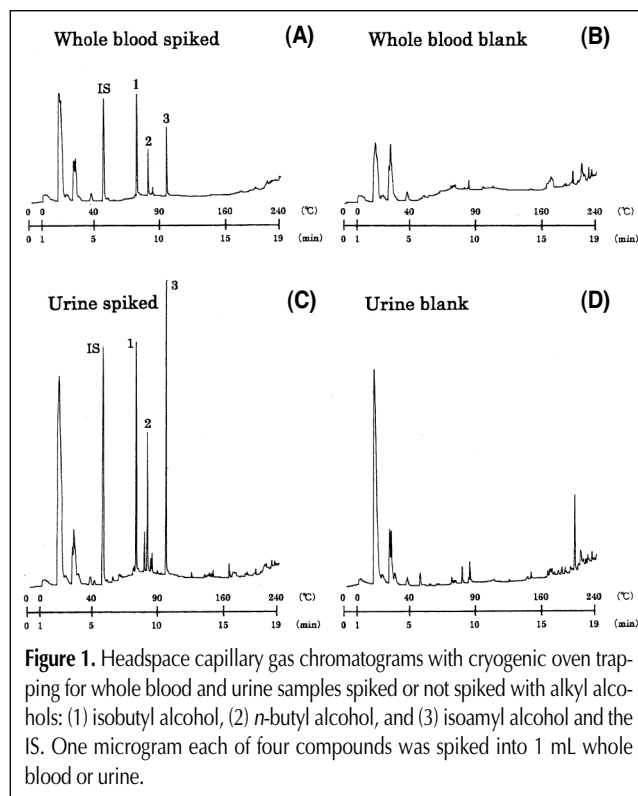 Whole blood spiked (A)
IS 1 2 3
0 0 40 90 160 240 (°C)
0 1 5 10 15 19 (min)
Whole blood blank (B)
0 0 40 90 160 240 (°C)
0 1 5 10 15 19 (min)
Urine spiked (C)
IS 1 2 3
0 0 40 90 160 240 (°C)
0 1 5 10 15 19 (min)
Urine blank (D)
0 0 40 90 160 240 (°C)
0 1 5 10 15 19 (min)
Figure 1. Headspace capillary gas chromatograms with cryogenic oven trap-
ping for whole blood and urine samples spiked or not spiked with alkyl alco-
hols: (1) isobutyl alcohol, (2) n-butyl alcohol, and (3) isoamyl alcohol and the
IS. One microgram each of four compounds was spiked into 1 mL whole
blood or urine.